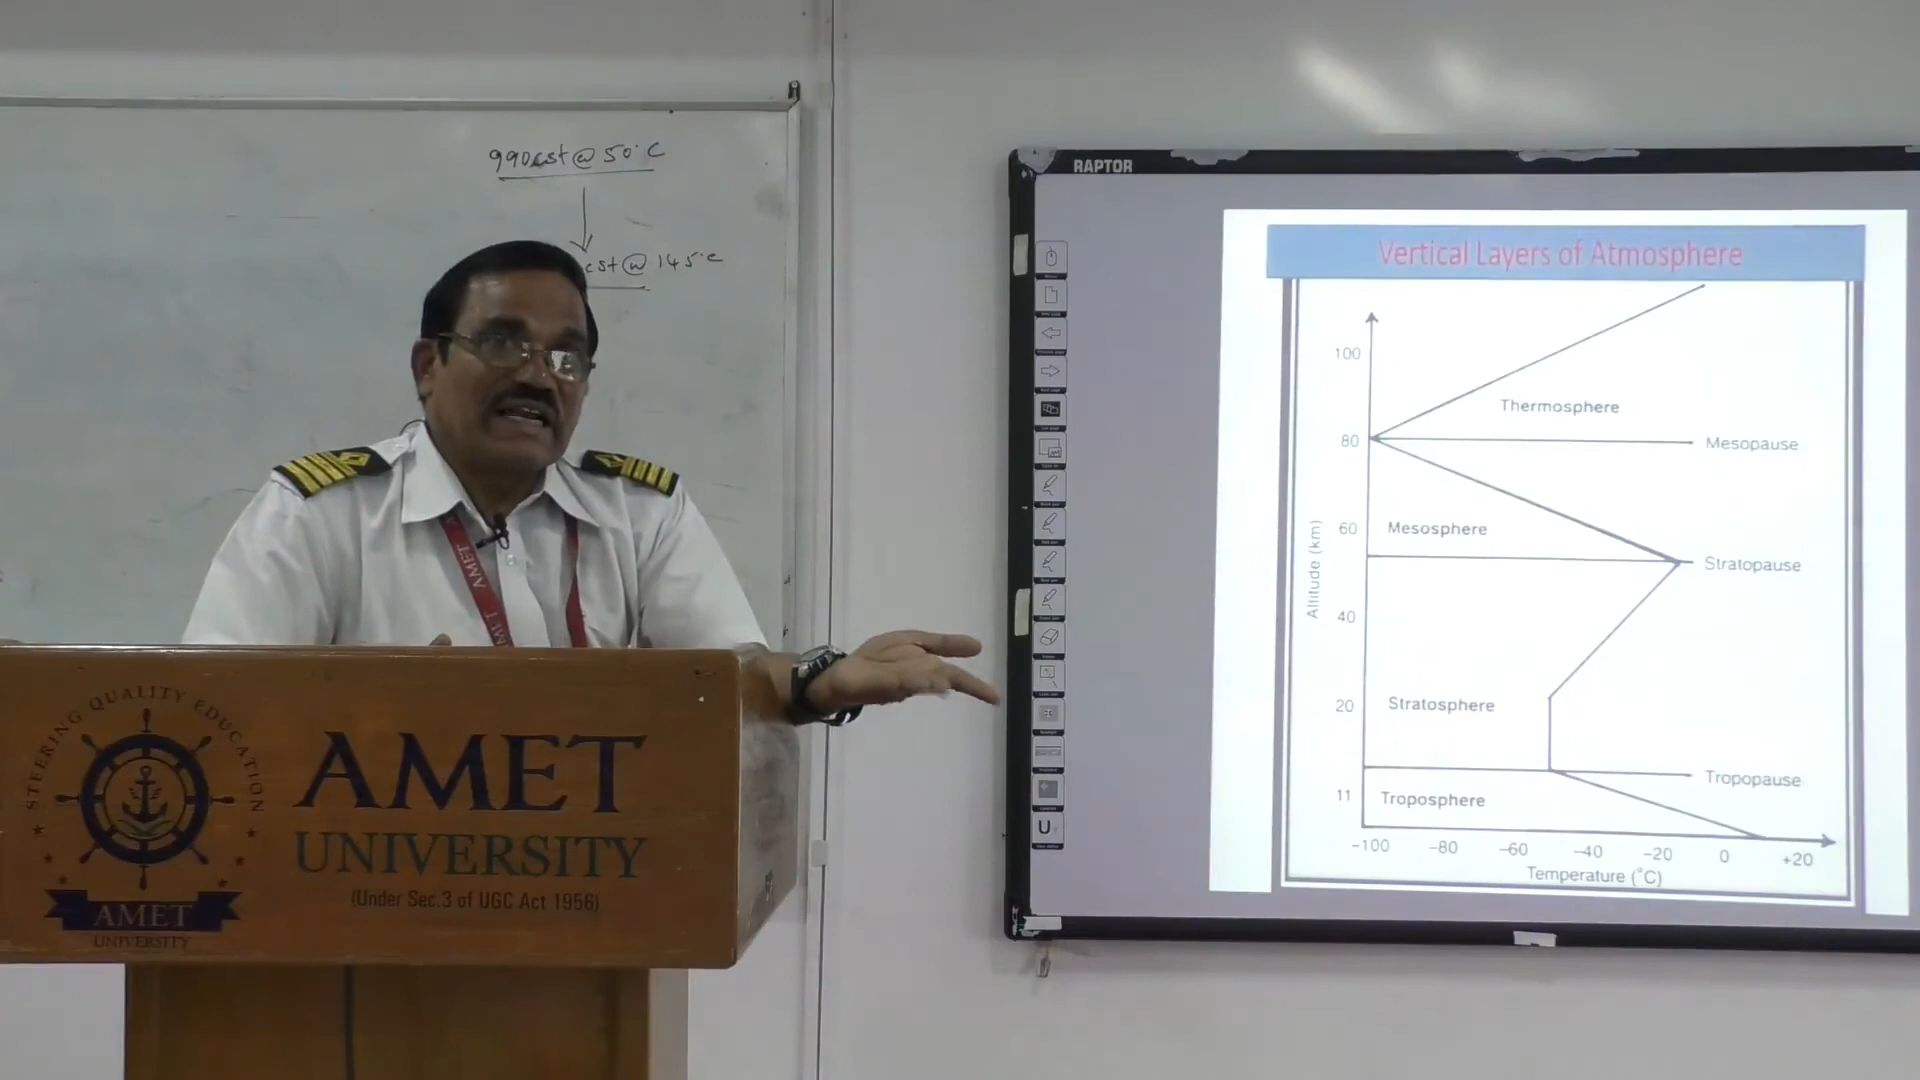 990cst @ 50°C
cst @ 145°c
RAPTOR
Vertical Layers of Atmosphere
100
Thermosphere
80
Mesopause
60
Mesosphere
Stratopause
Altitude (km)
40
20
Stratosphere
Tropopause
11
Troposphere
-100 -80 -60 -40 -20 0 +20
Temperature (°C)
U
AMET
AMET
STEERING QUALITY EDUCATION
AMET
UNIVERSITY
AMET
UNIVERSITY
(Under Sec.3 of UGC Act 1956)